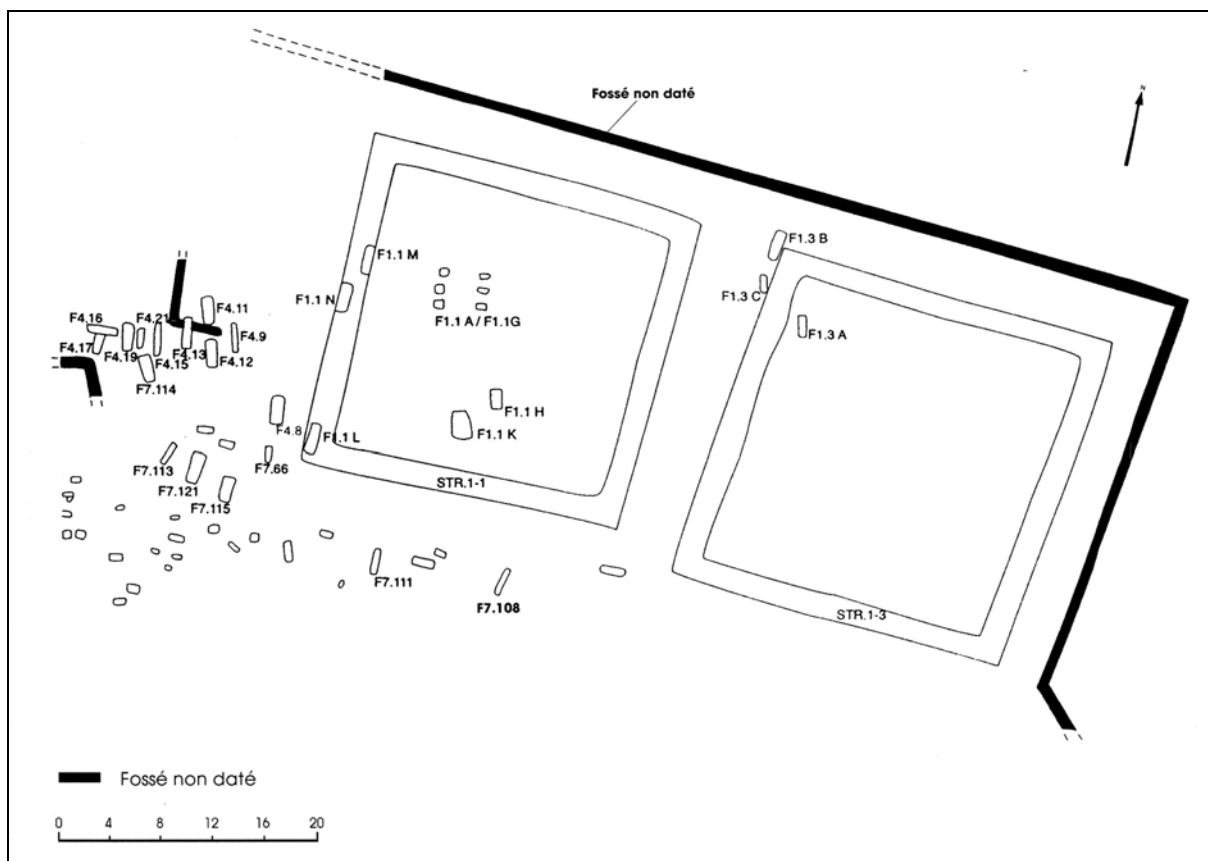 Fossé non daté
N
F1.3 B
F1.1 M
F1.3 C
F1.1 N
F4.11
F4.16
F4.21
F1.1 A / F1.1G
F1.3 A
F4.9
F4.17
F4.13
F4.19
F4.12
F4.15
F7.114
F1.1 H
F4.8
F1.1 L
F1.1 K
F7.113
F7.66
F7.121
STR.1-1
F7.115
F7.111
F7.108
STR.1-3
Fossé non daté
0 4 8 12 16 20